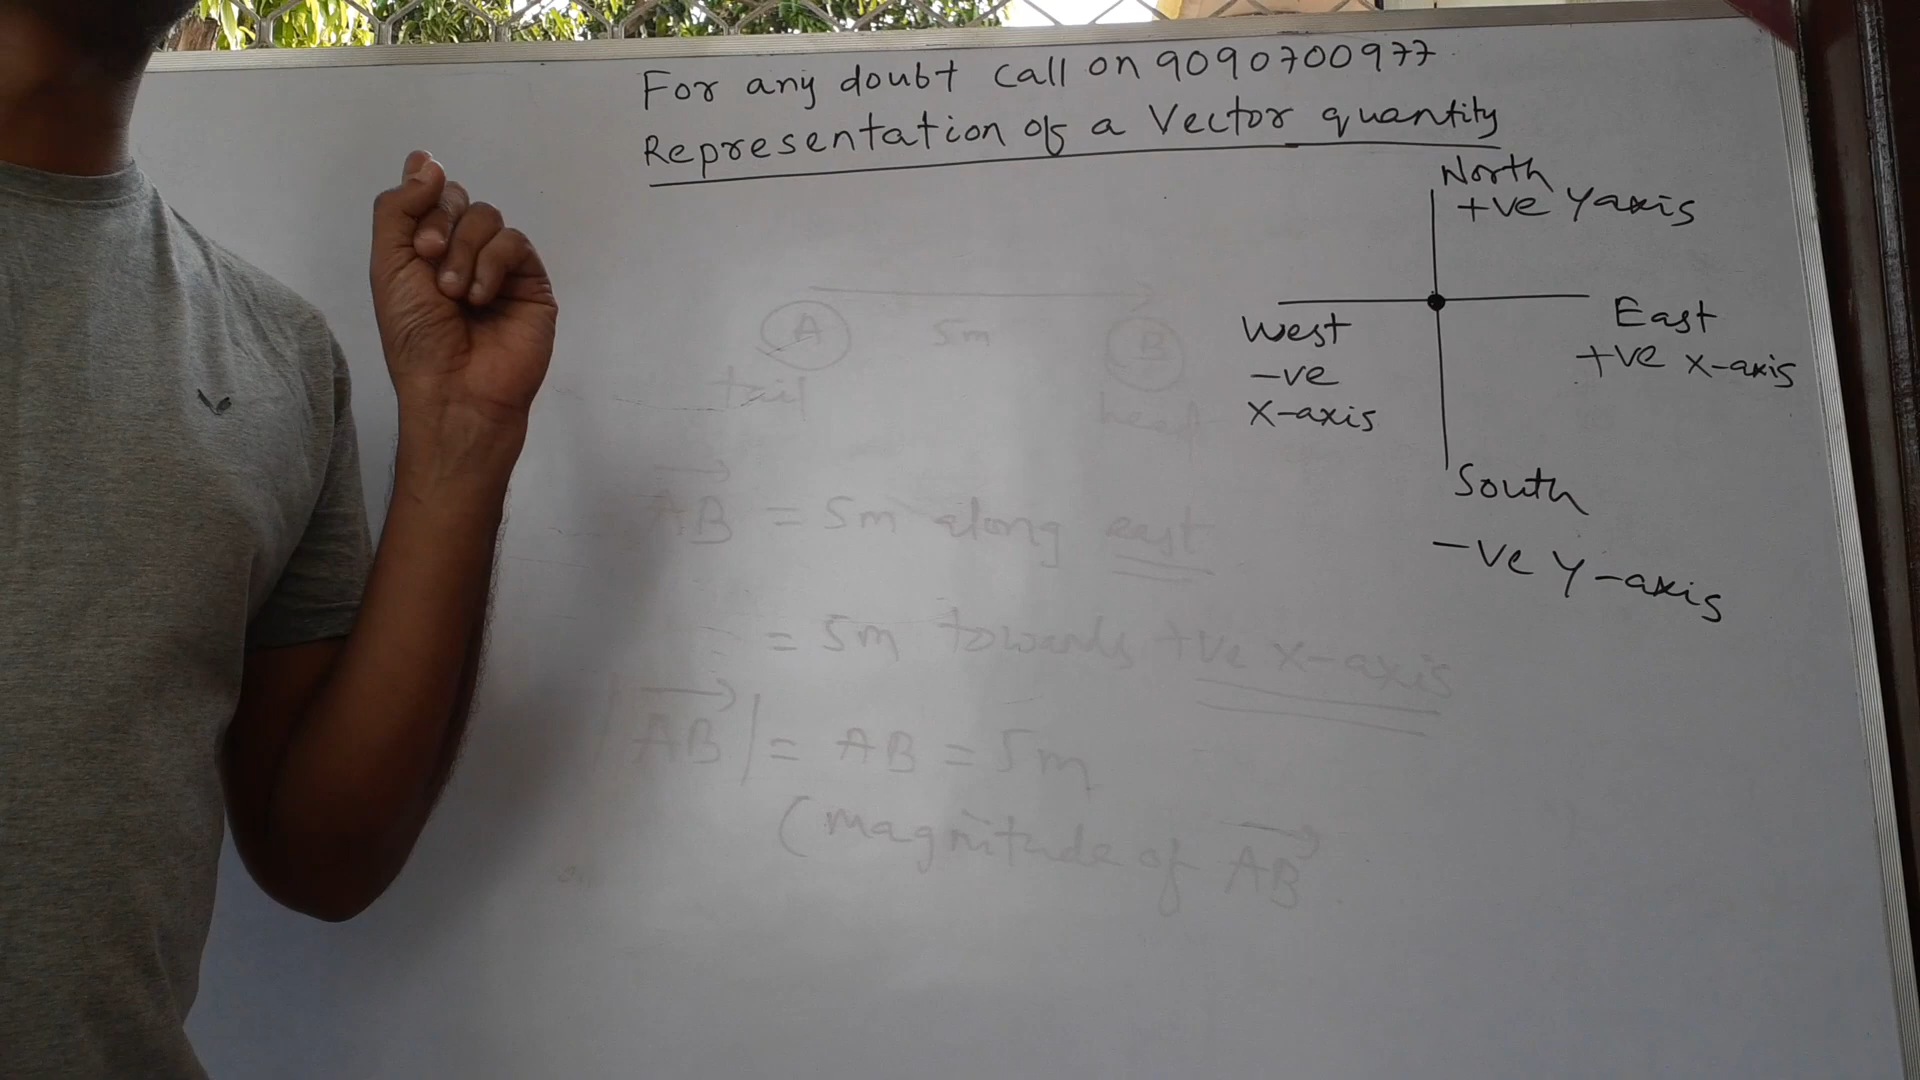 For any doubt call on 9090700977
Representation of a Vector quantity
North
+ve Y axis
West
-ve
X-axis
East
+ve x-axis
South
-ve Y-axis
A 5m B
tail head
AB = 5m along east
= 5m towards +ve x-axis
|AB| = AB = 5m
(magnitude of AB